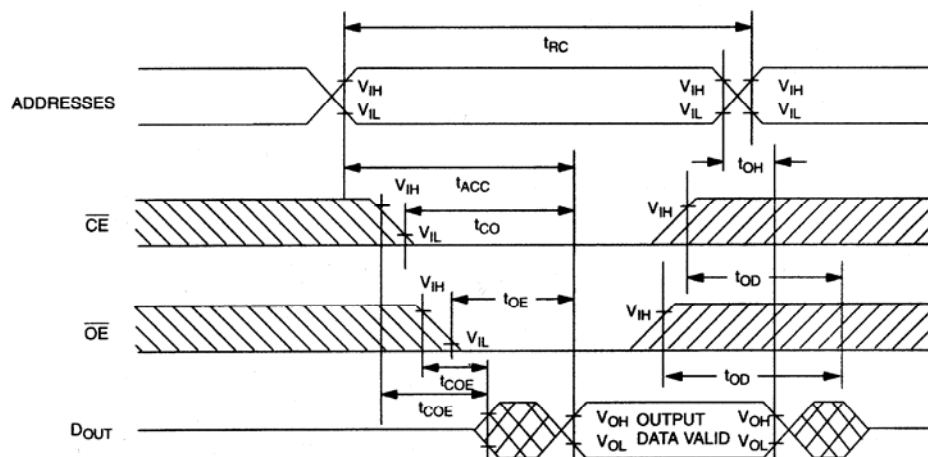 tRC
ADDRESSES
VIH
VIL
VIH
VIL
VIH
VIL
tOH
tACC
CE
VIH
VIL
tCO
VIH
tOD
OE
VIH
VIL
tOE
VIH
tOD
tCOE
tCOE
DOUT
VOH OUTPUT VOH
VOL DATA VALID VOL